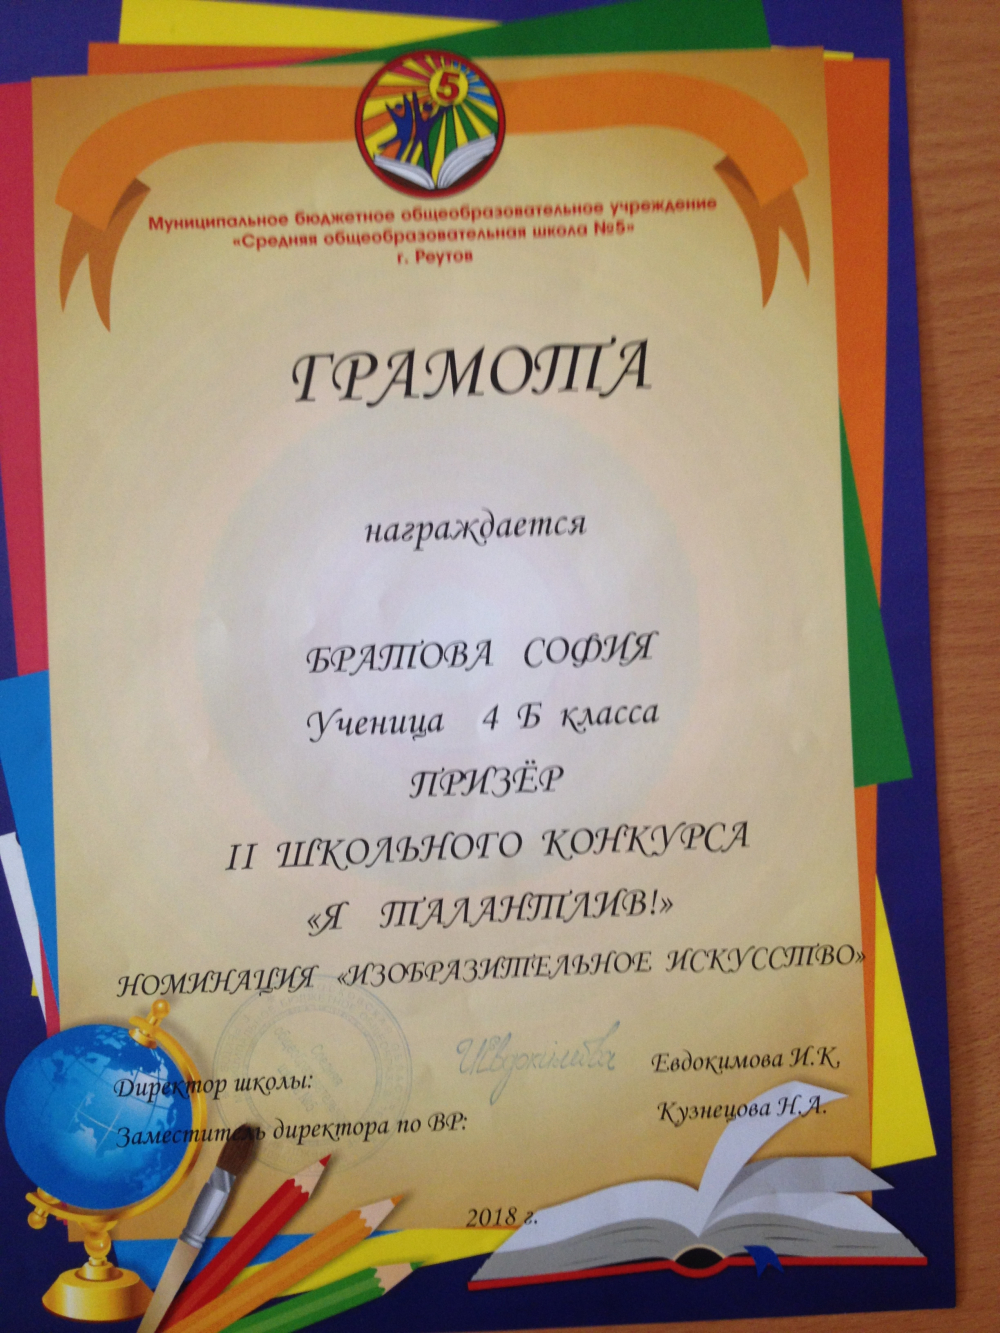 5
Муниципальное бюджетное общеобразовательное учреждение
«Средняя общеобразовательная школа №5»
г. Реутов
ГРАМОТА
награждается
БРАТОВА СОФИЯ
Ученица 4 Б класса
ПРИЗЁР
II ШКОЛЬНОГО КОНКУРСА
«Я ТАЛАНТЛИВ!»
НОМИНАЦИЯ «ИЗОБРАЗИТЕЛЬНОЕ ИСКУССТВО»
Директор школы: Евдокимова И.К.
Заместитель директора по ВР: Кузнецова Н.А.
2018 г.